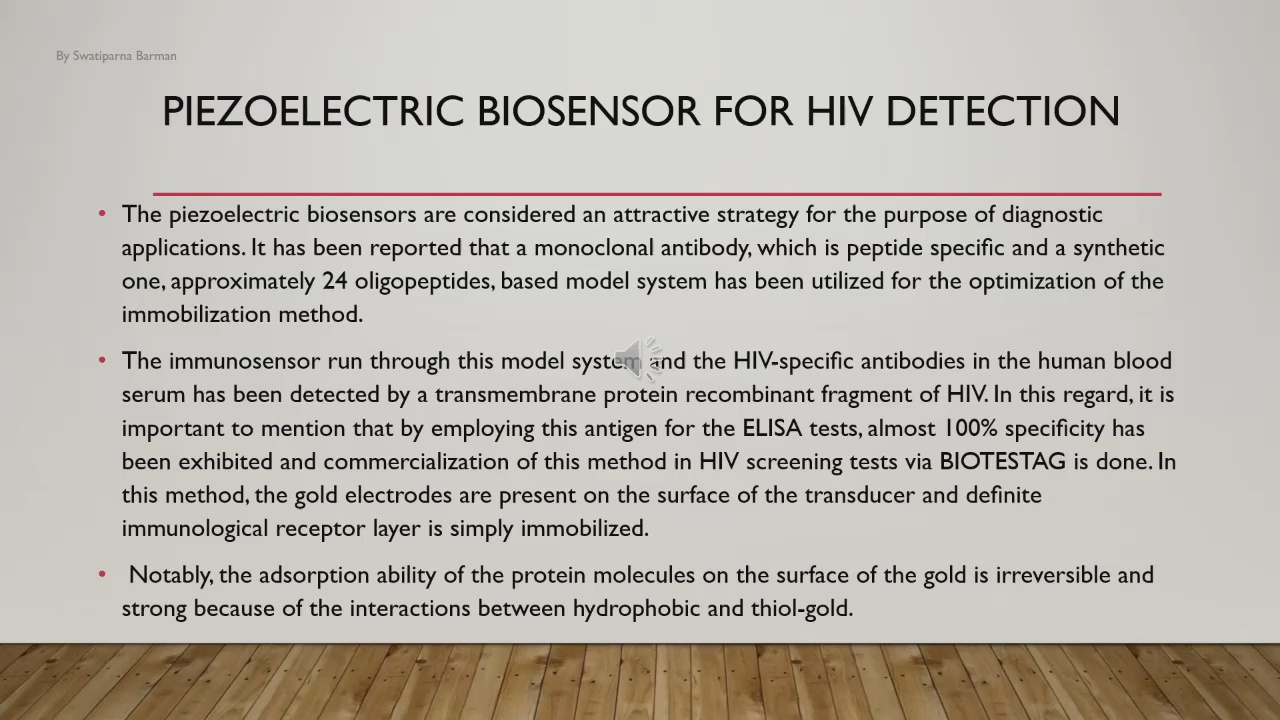 By Swatiparna Barman
PIEZOELECTRIC BIOSENSOR FOR HIV DETECTION
• The piezoelectric biosensors are considered an attractive strategy for the purpose of diagnostic
applications. It has been reported that a monoclonal antibody, which is peptide specific and a synthetic
one, approximately 24 oligopeptides, based model system has been utilized for the optimization of the
immobilization method.
• The immunosensor run through this model system and the HIV-specific antibodies in the human blood
serum has been detected by a transmembrane protein recombinant fragment of HIV. In this regard, it is
important to mention that by employing this antigen for the ELISA tests, almost 100% specificity has
been exhibited and commercialization of this method in HIV screening tests via BIOTESTAG is done. In
this method, the gold electrodes are present on the surface of the transducer and definite
immunological receptor layer is simply immobilized.
• Notably, the adsorption ability of the protein molecules on the surface of the gold is irreversible and
strong because of the interactions between hydrophobic and thiol-gold.